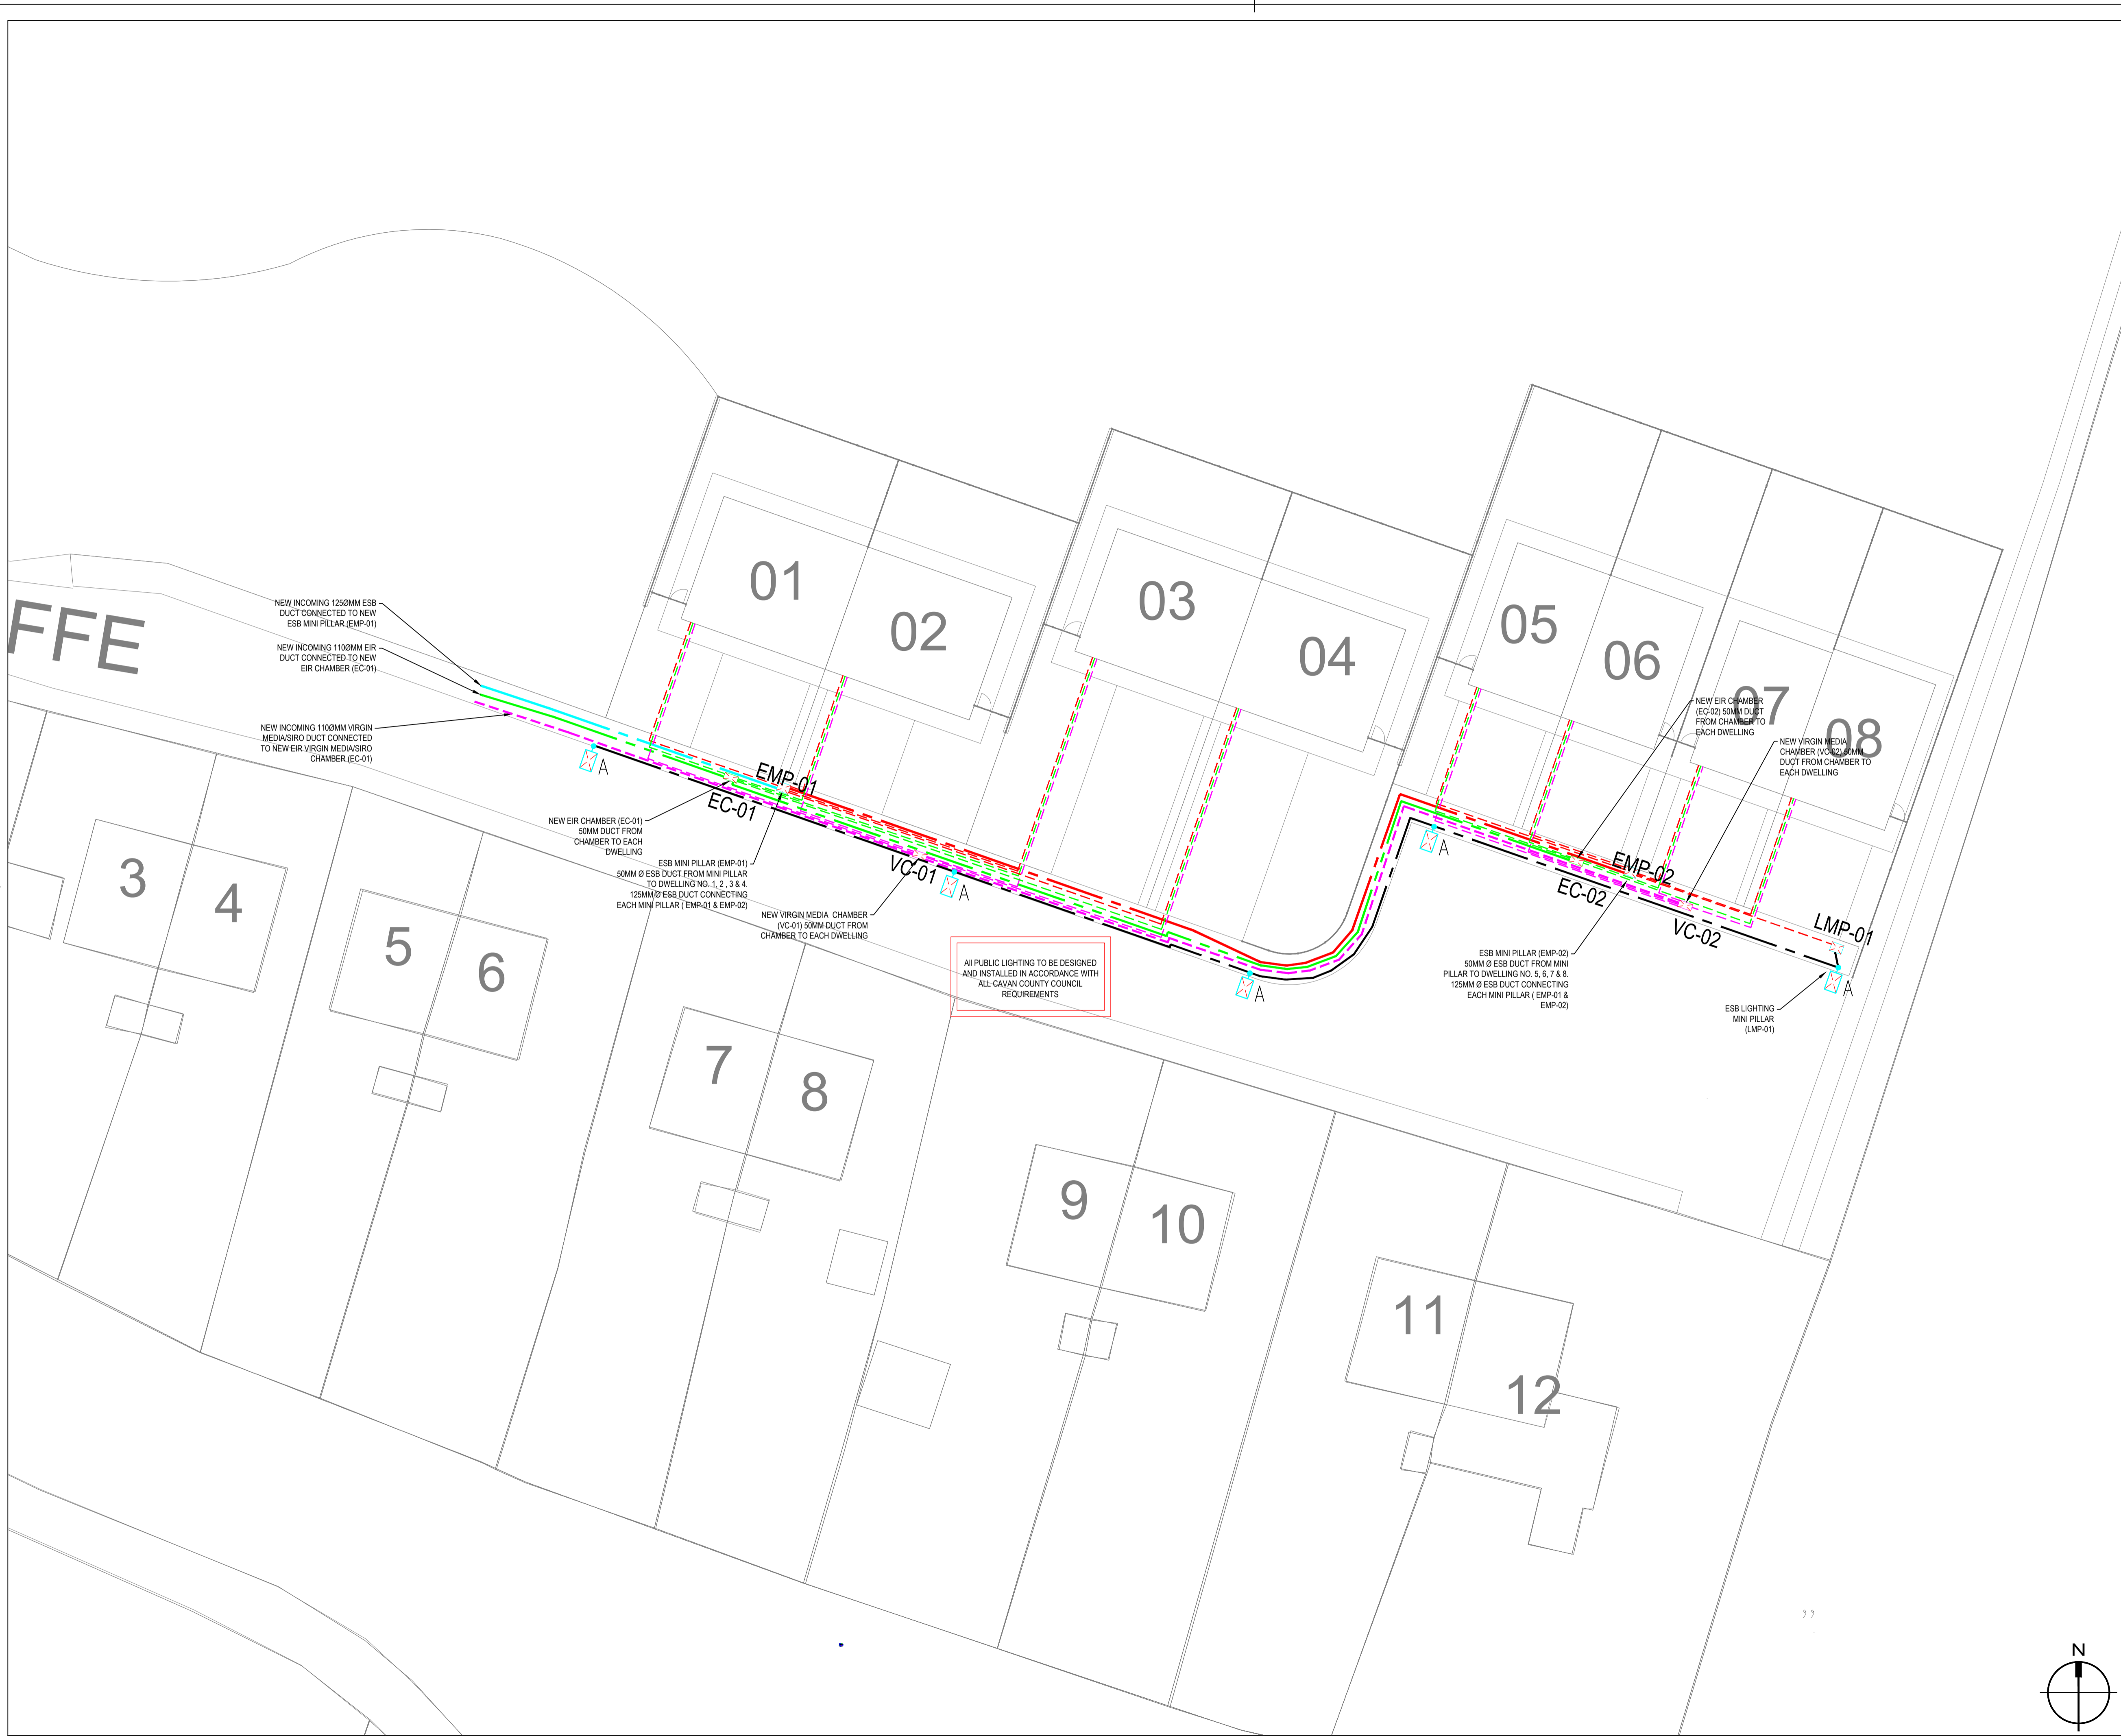 01
02
03
04
05
06
07
08
FFE
NEW INCOMING 125ØMM ESB
DUCT CONNECTED TO NEW
ESB MINI PILLAR (EMP-01)
NEW INCOMING 110ØMM EIR
DUCT CONNECTED TO NEW
EIR CHAMBER (EC-01)
NEW INCOMING 110ØMM VIRGIN
MEDIA/SIRO DUCT CONNECTED
TO NEW EIR VIRGIN MEDIA/SIRO
CHAMBER (EC-01)
NEW EIR CHAMBER
(EC-02) 50MM DUCT
FROM CHAMBER TO
EACH DWELLING
NEW VIRGIN MEDIA
CHAMBER (VC-02) 50MM
DUCT FROM CHAMBER TO
EACH DWELLING
A
EMP-01
EC-01
NEW EIR CHAMBER (EC-01)
50MM DUCT FROM
CHAMBER TO EACH
DWELLING
ESB MINI PILLAR (EMP-01)
50MM Ø ESB DUCT FROM MINI PILLAR
TO DWELLING NO. 1, 2 , 3 & 4.
125MM Ø ESB DUCT CONNECTING
EACH MINI PILLAR ( EMP-01 & EMP-02)
VC-01
A
NEW VIRGIN MEDIA CHAMBER
(VC-01) 50MM DUCT FROM
CHAMBER TO EACH DWELLING
A
EMP-02
EC-02
VC-02
LMP-01
All PUBLIC LIGHTING TO BE DESIGNED
AND INSTALLED IN ACCORDANCE WITH
ALL CAVAN COUNTY COUNCIL
REQUIREMENTS
A
ESB MINI PILLAR (EMP-02)
50MM Ø ESB DUCT FROM MINI
PILLAR TO DWELLING NO. 5, 6, 7 & 8.
125MM Ø ESB DUCT CONNECTING
EACH MINI PILLAR ( EMP-01 &
EMP-02)
A
ESB LIGHTING
MINI PILLAR
(LMP-01)
3
4
5
6
7
8
9
10
11
12
N